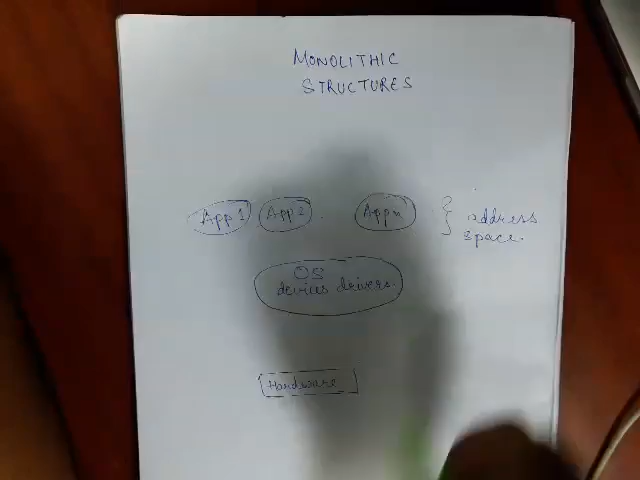 MONOLITHIC
STRUCTURES
App 1 App 2 . App n } address
space.
OS
devices drivers.
Hardware